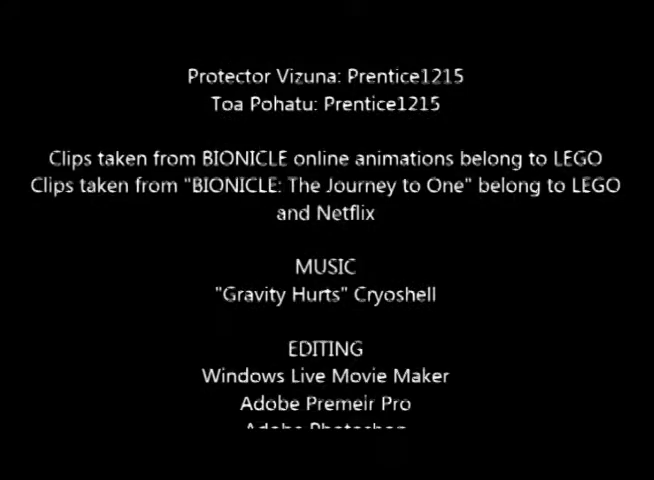 Protector Vizuna: Prentice1215
Toa Pohatu: Prentice1215
Clips taken from BIONICLE online animations belong to LEGO
Clips taken from "BIONICLE: The Journey to One" belong to LEGO
and Netflix
MUSIC
"Gravity Hurts" Cryoshell
EDITING
Windows Live Movie Maker
Adobe Premeir Pro
Adobe Photoshop